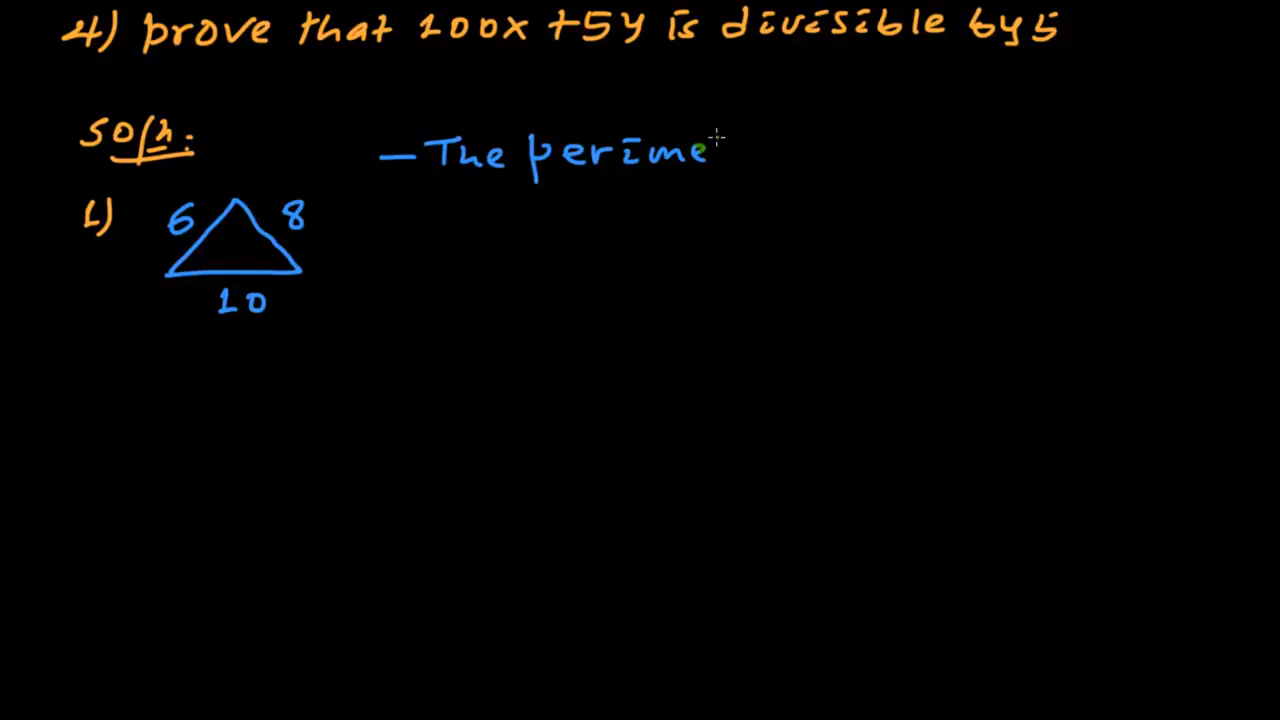 4) prove that 100x + 5y is divisible by 5
Soln:
- The perime
1)
6 8
10